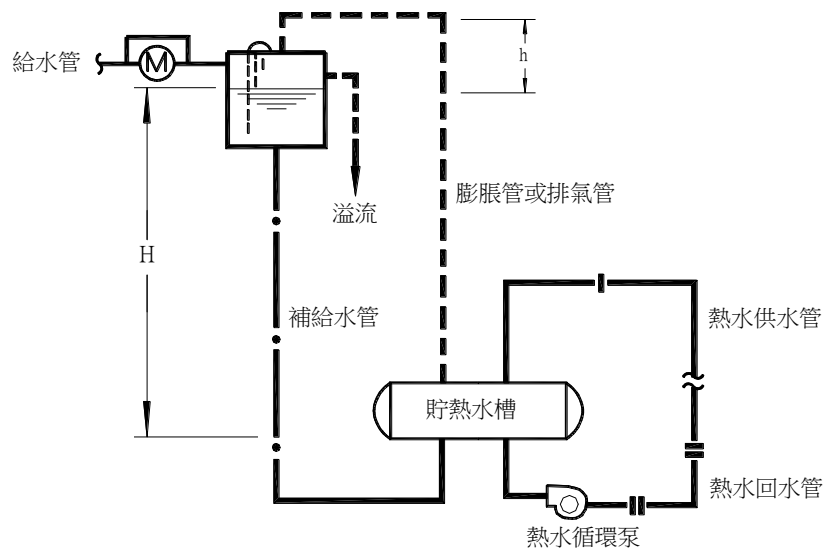 給水管
M
h
溢流
膨脹管或排氣管
H
補給水管
熱水供水管
貯熱水槽
熱水回水管
熱水循環泵